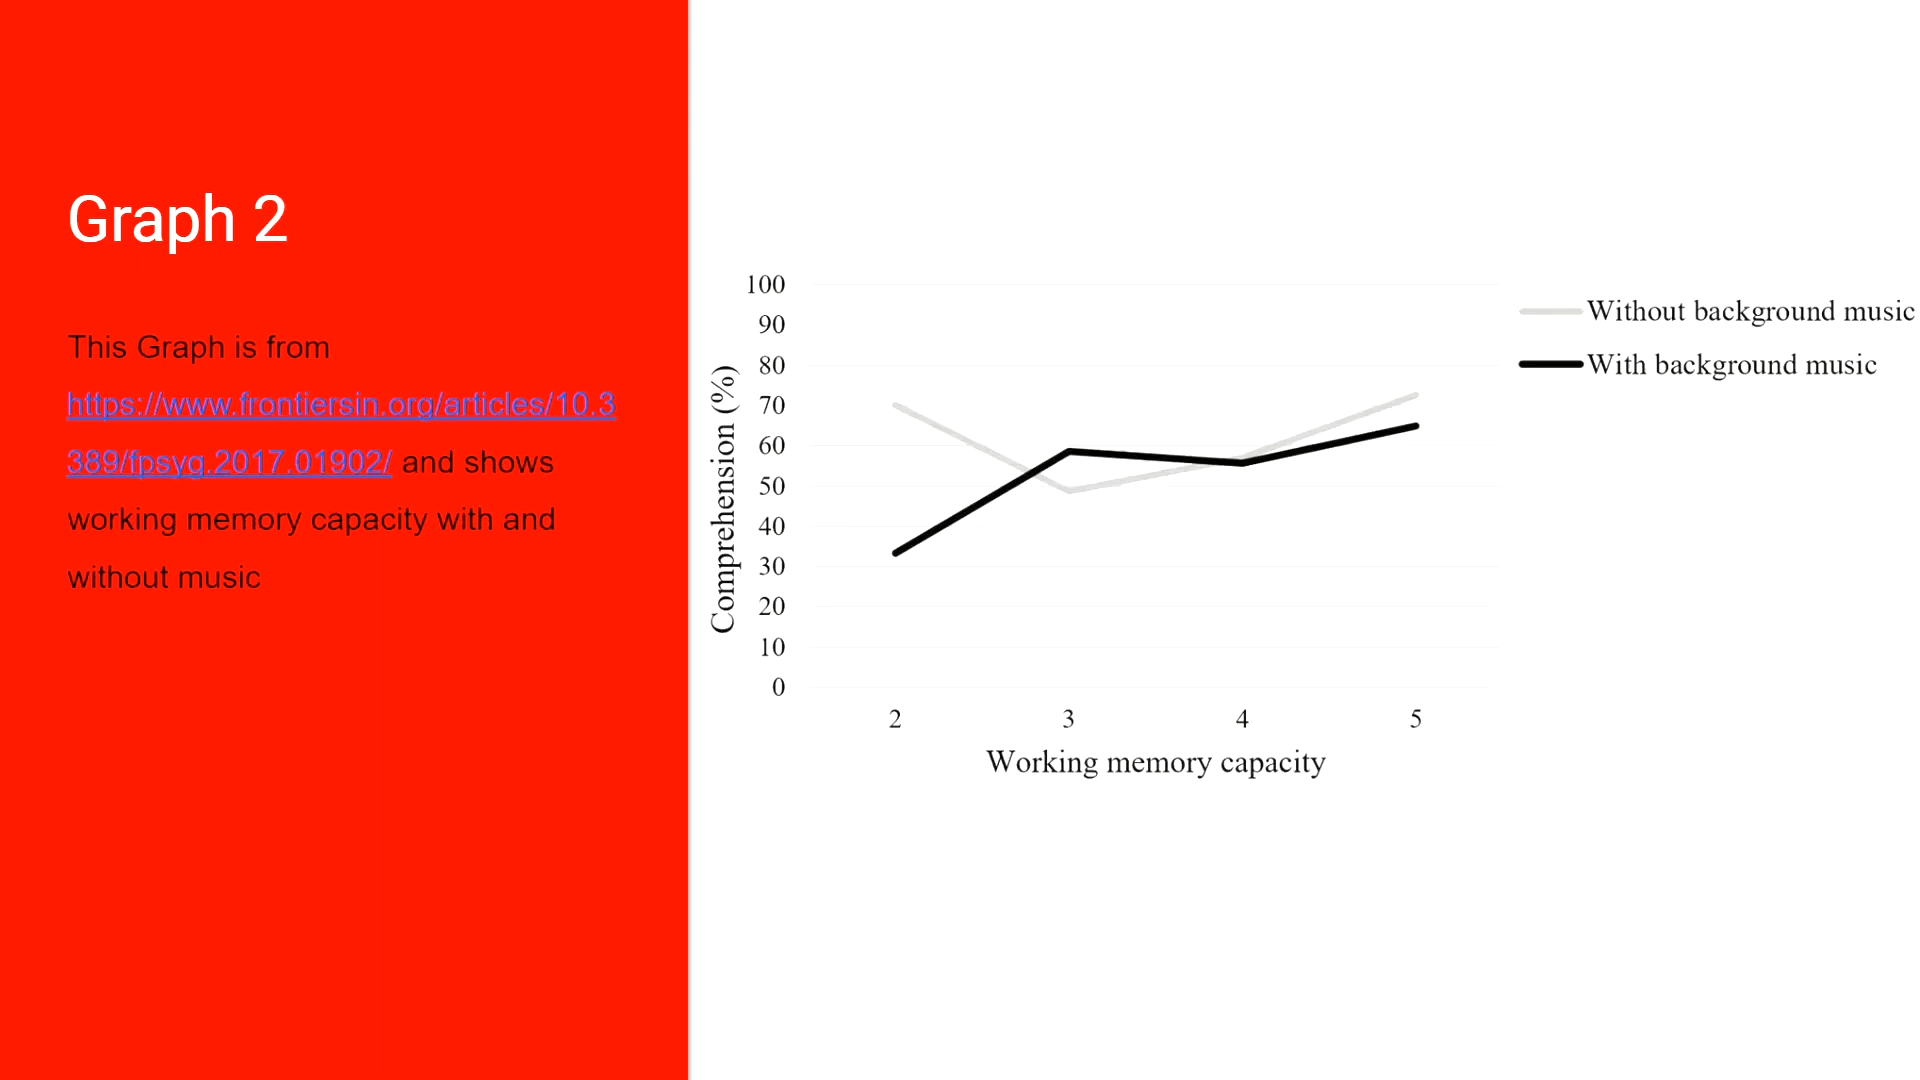 Graph 2
This Graph is from
https://www.frontiersin.org/articles/10.3
389/fpsyg.2017.01902/ and shows
working memory capacity with and
without music
100
90
80
70
60
50
40
30
20
10
0
Comprehension (%)
2 3 4 5
Working memory capacity
Without background music
With background music